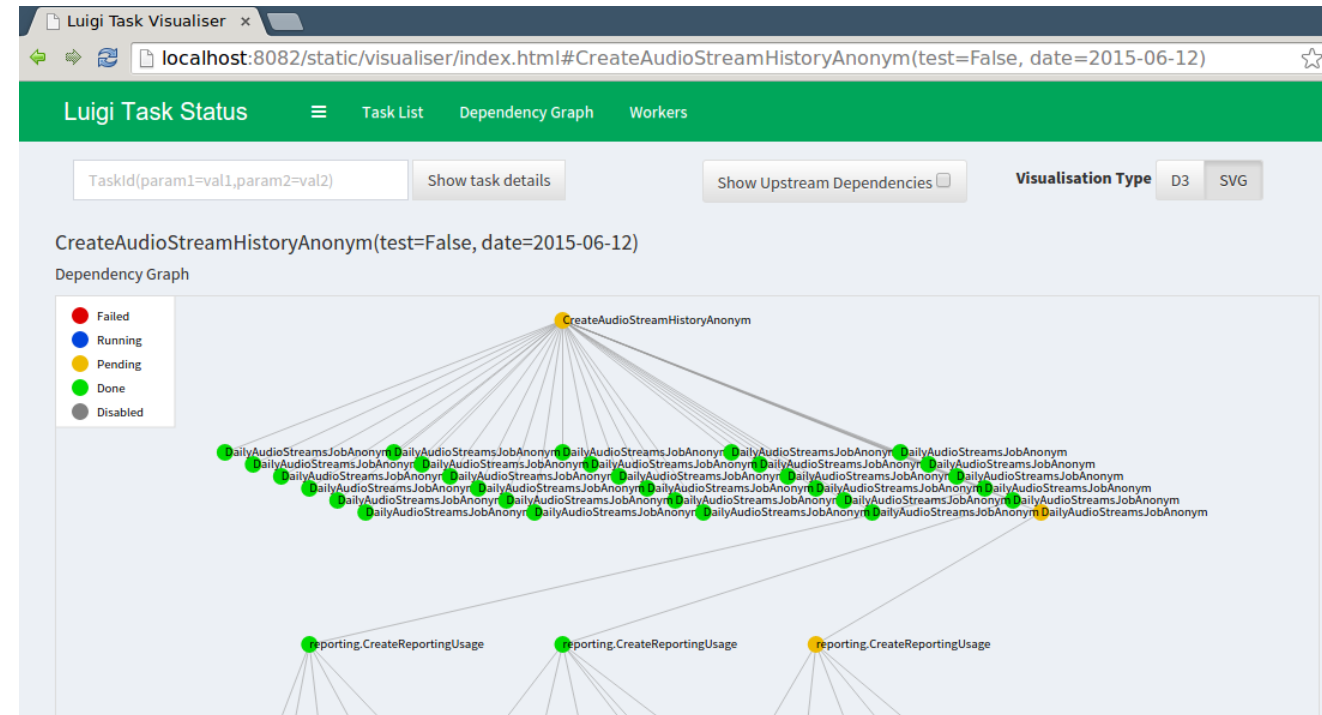 Luigi Task Visualiser ×
localhost:8082/static/visualiser/index.html#CreateAudioStreamHistoryAnonym(test=False, date=2015-06-12)
Luigi Task Status Task List Dependency Graph Workers
TaskId(param1=val1,param2=val2) Show task details Show Upstream Dependencies Visualisation Type D3 SVG
CreateAudioStreamHistoryAnonym(test=False, date=2015-06-12)
Dependency Graph
Failed
Running
Pending
Done
Disabled
CreateAudioStreamHistoryAnonym
DailyAudioStreamsJobAnonym DailyAudioStreamsJobAnonym DailyAudioStreamsJobAnonym DailyAudioStreamsJobAnonym DailyAudioStreamsJobAnonym
DailyAudioStreamsJobAnonym DailyAudioStreamsJobAnonym DailyAudioStreamsJobAnonym DailyAudioStreamsJobAnonym DailyAudioStreamsJobAnonym
DailyAudioStreamsJobAnonym DailyAudioStreamsJobAnonym DailyAudioStreamsJobAnonym DailyAudioStreamsJobAnonym DailyAudioStreamsJobAnonym
DailyAudioStreamsJobAnonym DailyAudioStreamsJobAnonym DailyAudioStreamsJobAnonym DailyAudioStreamsJobAnonym DailyAudioStreamsJobAnonym
DailyAudioStreamsJobAnonym DailyAudioStreamsJobAnonym DailyAudioStreamsJobAnonym DailyAudioStreamsJobAnonym DailyAudioStreamsJobAnonym
DailyAudioStreamsJobAnonym DailyAudioStreamsJobAnonym DailyAudioStreamsJobAnonym DailyAudioStreamsJobAnonym DailyAudioStreamsJobAnonym
reporting.CreateReportingUsage reporting.CreateReportingUsage reporting.CreateReportingUsage